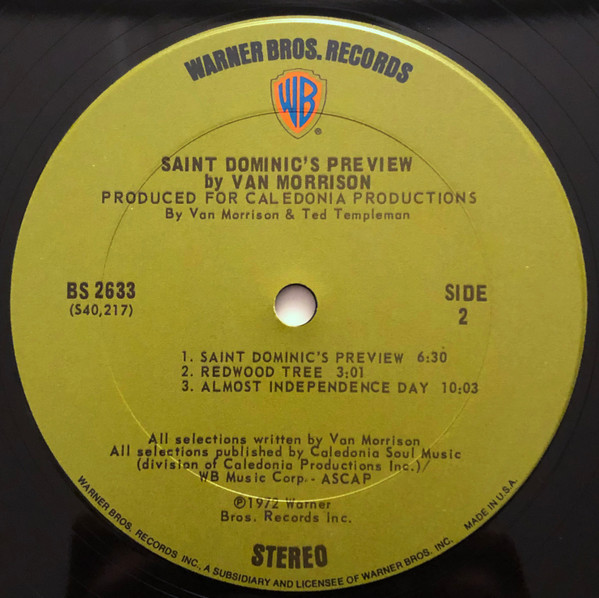 WARNER BROS. RECORDS
WB
®
SAINT DOMINIC'S PREVIEW
by VAN MORRISON
PRODUCED FOR CALEDONIA PRODUCTIONS
By Van Morrison & Ted Templeman
BS 2633
(S40,217)
SIDE
2
1. SAINT DOMINIC'S PREVIEW 6:30
2. REDWOOD TREE 3:01
3. ALMOST INDEPENDENCE DAY 10:03
All selections written by Van Morrison
All selections published by Caledonia Soul Music
(division of Caledonia Productions Inc.)/
WB Music Corp.- ASCAP
℗1972 Warner
Bros. Records Inc.
STEREO
WARNER BROS. RECORDS INC., A SUBSIDIARY AND LICENSEE OF WARNER BROS. INC. MADE IN U.S.A.